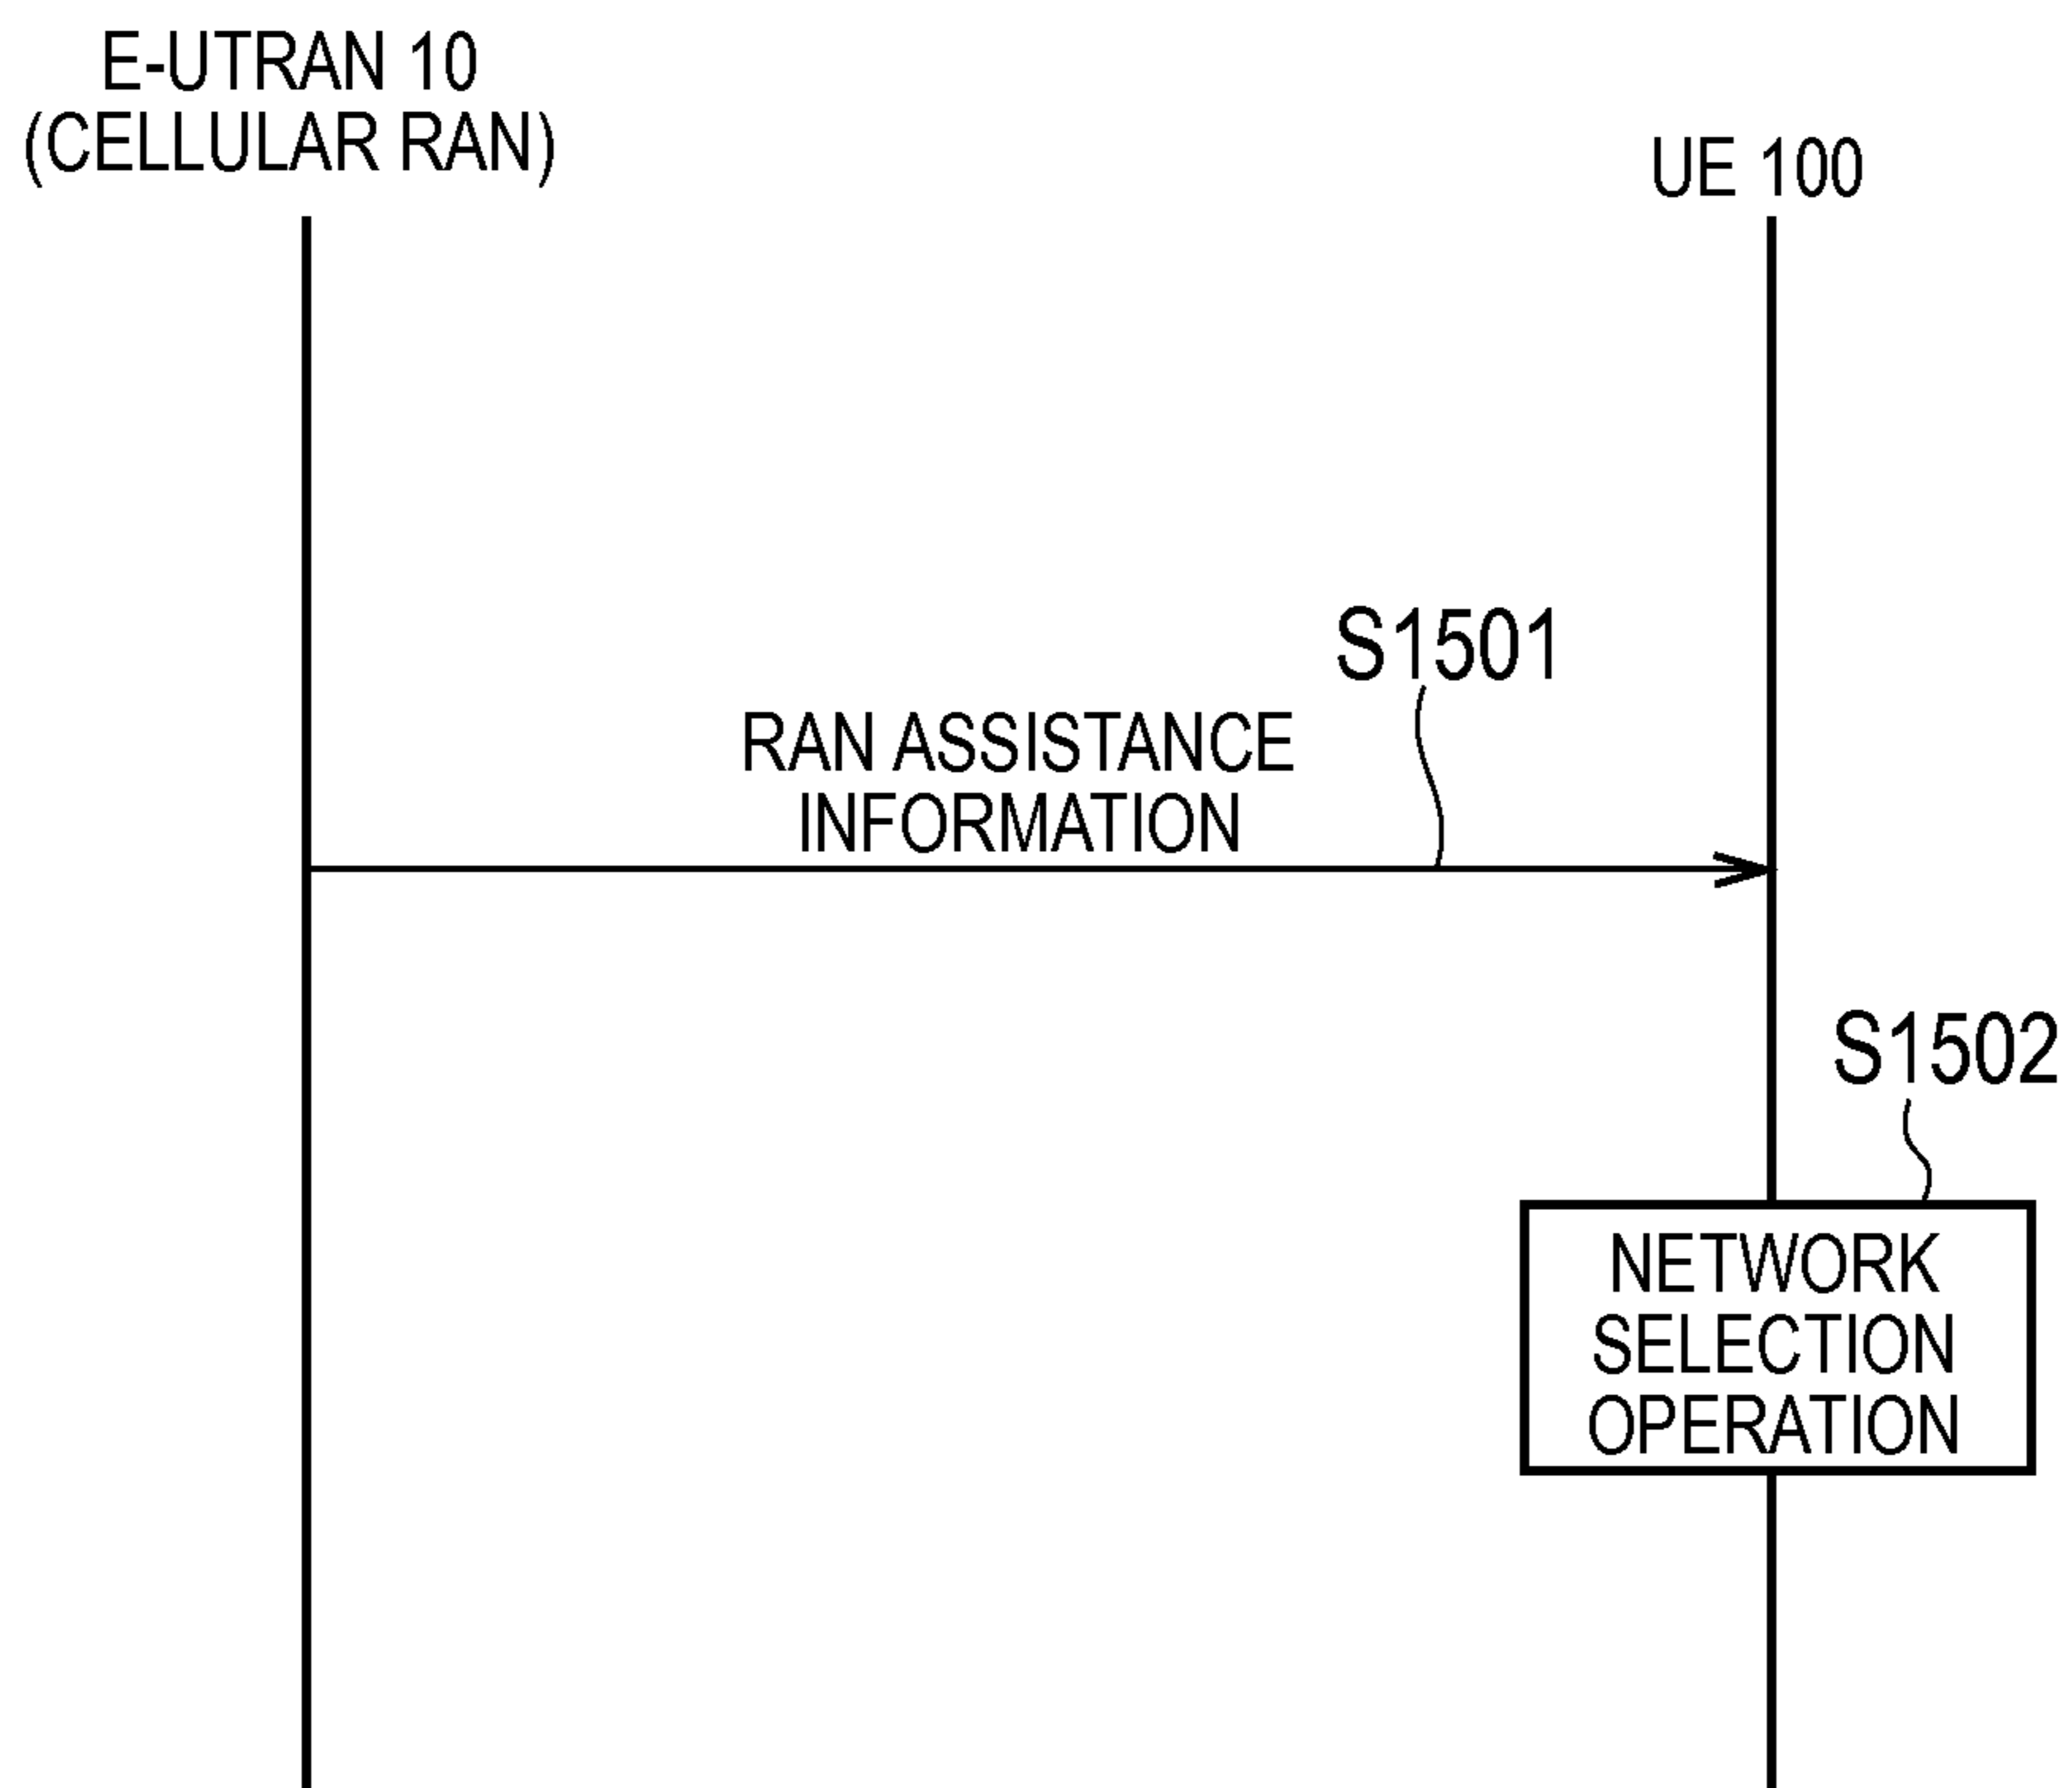 E-UTRAN 10
(CELLULAR RAN)
UE 100
S1501
RAN ASSISTANCE
INFORMATION
S1502
NETWORK
SELECTION
OPERATION